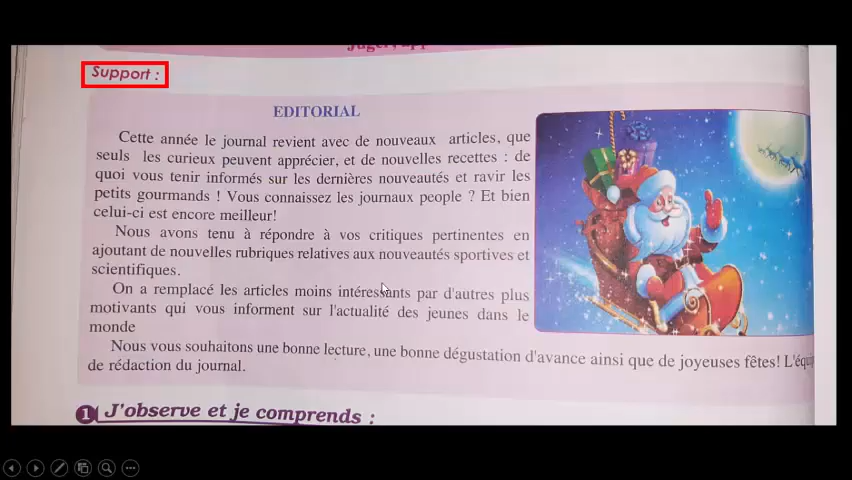 Support :
EDITORIAL
Cette année le journal revient avec de nouveaux articles, que
seuls les curieux peuvent apprécier, et de nouvelles recettes : de
quoi vous tenir informés sur les dernières nouveautés et ravir les
petits gourmands ! Vous connaissez les journaux people ? Et bien
celui-ci est encore meilleur!
Nous avons tenu à répondre à vos critiques pertinentes en
ajoutant de nouvelles rubriques relatives aux nouveautés sportives et
scientifiques.
On a remplacé les articles moins intéressants par d'autres plus
motivants qui vous informent sur l'actualité des jeunes dans le
monde
Nous vous souhaitons une bonne lecture, une bonne dégustation d'avance ainsi que de joyeuses fêtes!
de rédaction du journal.
1 J'observe et je comprends :